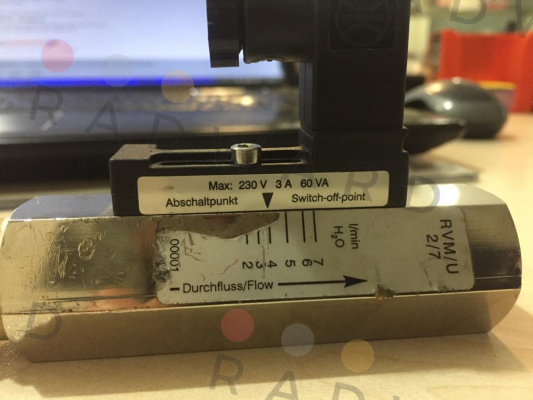 Max: 230 V 3 A 60 VA
Abschaltpunkt Switch-off-point
RVM/U
2/7
l/min
H₂O
2 3 4 5 6 7
00001
Durchfluss/Flow